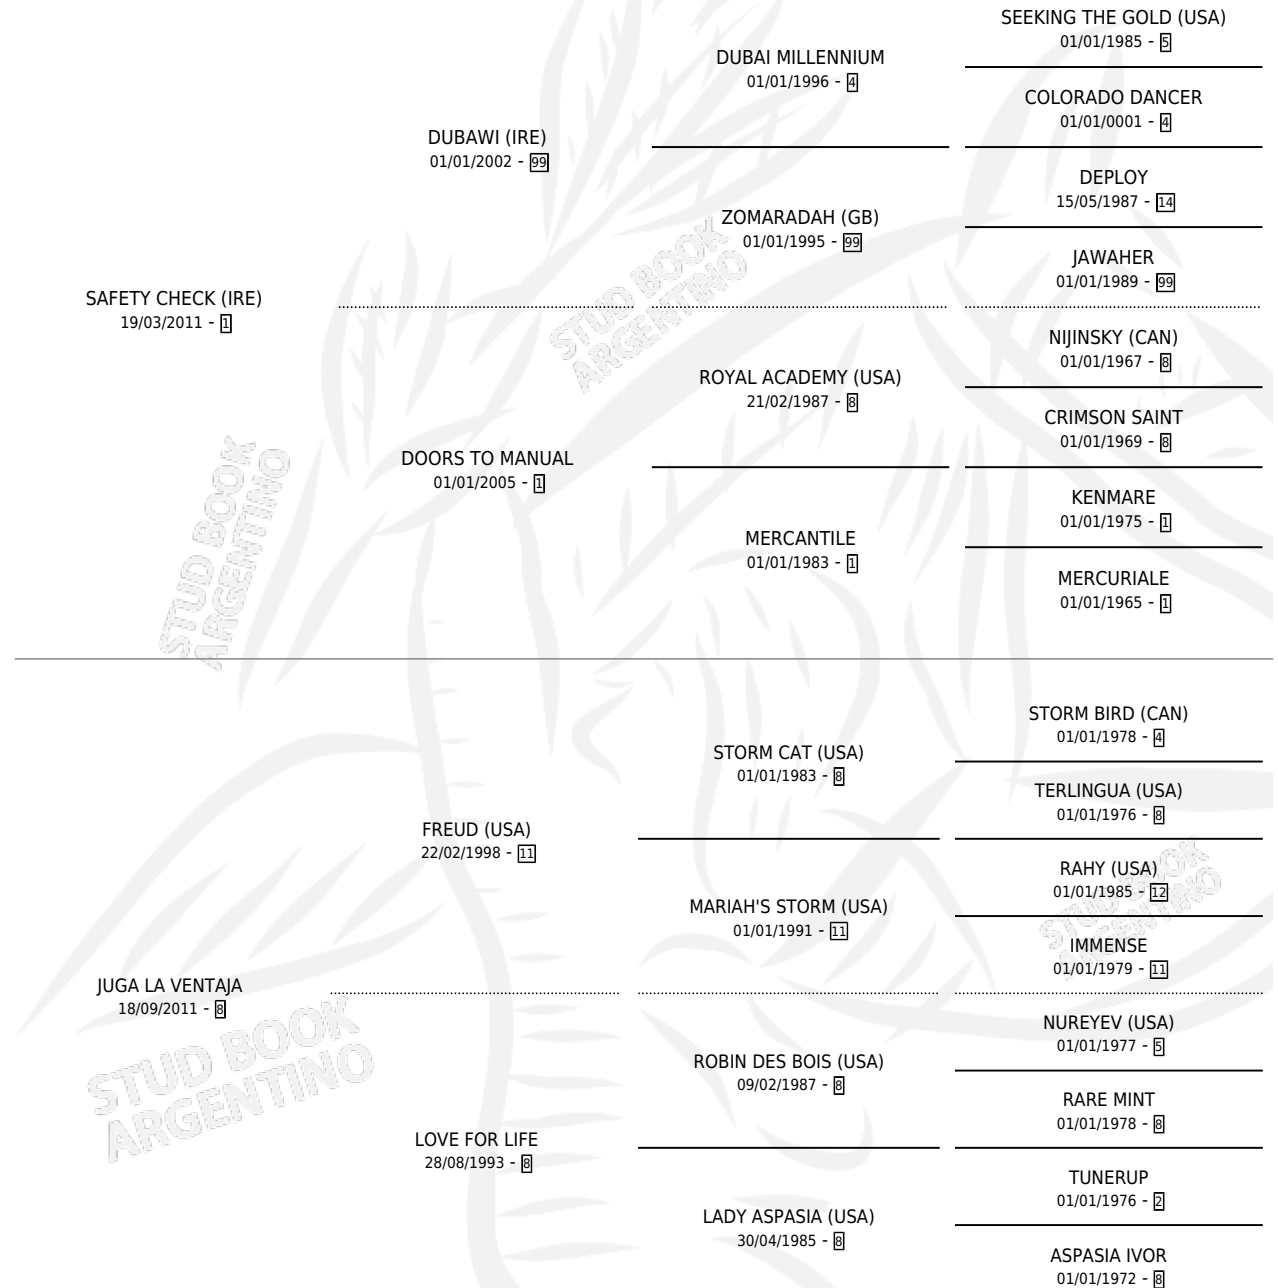 SEEKING THE GOLD (USA)
01/01/1985 - 5
DUBAI MILLENNIUM
01/01/1996 - 4
COLORADO DANCER
01/01/0001 - 4
DUBAWI (IRE)
01/01/2002 - 99
DEPLOY
15/05/1987 - 14
ZOMARADAH (GB)
01/01/1995 - 99
JAWAHER
01/01/1989 - 99
SAFETY CHECK (IRE)
19/03/2011 - 1
STUD BOOK
ARGENTINO
NIJINSKY (CAN)
01/01/1967 - 8
ROYAL ACADEMY (USA)
21/02/1987 - 8
CRIMSON SAINT
01/01/1969 - 8
DOORS TO MANUAL
01/01/2005 - 1
KENMARE
01/01/1975 - 1
MERCANTILE
01/01/1983 - 1
MERCURIALE
01/01/1965 - 1
STUD BOOK
ARGENTINO
STORM BIRD (CAN)
01/01/1978 - 4
STORM CAT (USA)
01/01/1983 - 8
TERLINGUA (USA)
01/01/1976 - 8
FREUD (USA)
22/02/1998 - 11
RAHY (USA)
01/01/1985 - 12
MARIAH'S STORM (USA)
01/01/1991 - 11
STUD BOOK
ARGENTINO
IMMENSE
01/01/1979 - 11
JUGA LA VENTAJA
18/09/2011 - 8
STUD BOOK
ARGENTINO
NUREYEV (USA)
01/01/1977 - 5
ROBIN DES BOIS (USA)
09/02/1987 - 8
RARE MINT
01/01/1978 - 8
LOVE FOR LIFE
28/08/1993 - 8
TUNERUP
01/01/1976 - 2
LADY ASPASIA (USA)
30/04/1985 - 8
ASPASIA IVOR
01/01/1972 - 8